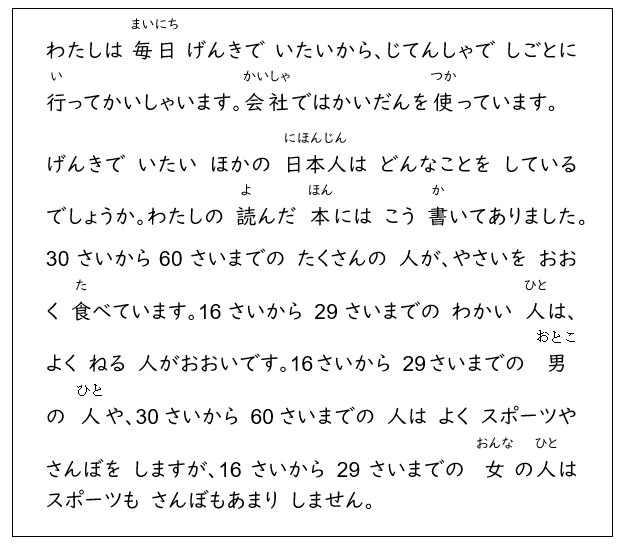 まいにち
わたしは 毎日 げんきで いたいから、じてんしゃで しごとに
い かいしゃ つか
行ってかいしゃいます。会社ではかいだんを使っています。
にほんじん
げんきで いたい ほかの 日本人は どんなことを している
よ ほん か
でしょうか。わたしの 読んだ 本には こう 書いてありました。
30 さいから 60 さいまでの たくさんの 人が、やさいを おお
た ひと
く 食べています。16 さいから 29 さいまでの わかい 人は、
おとこ
よく ねる 人がおおいです。16さいから 29さいまでの 男
ひと
の 人や、30 さいから 60 さいまでの 人は よく スポーツや
おんな ひと
さんぽを しますが、16 さいから 29 さいまでの 女 の人は
スポーツも さんぽもあまり しません。